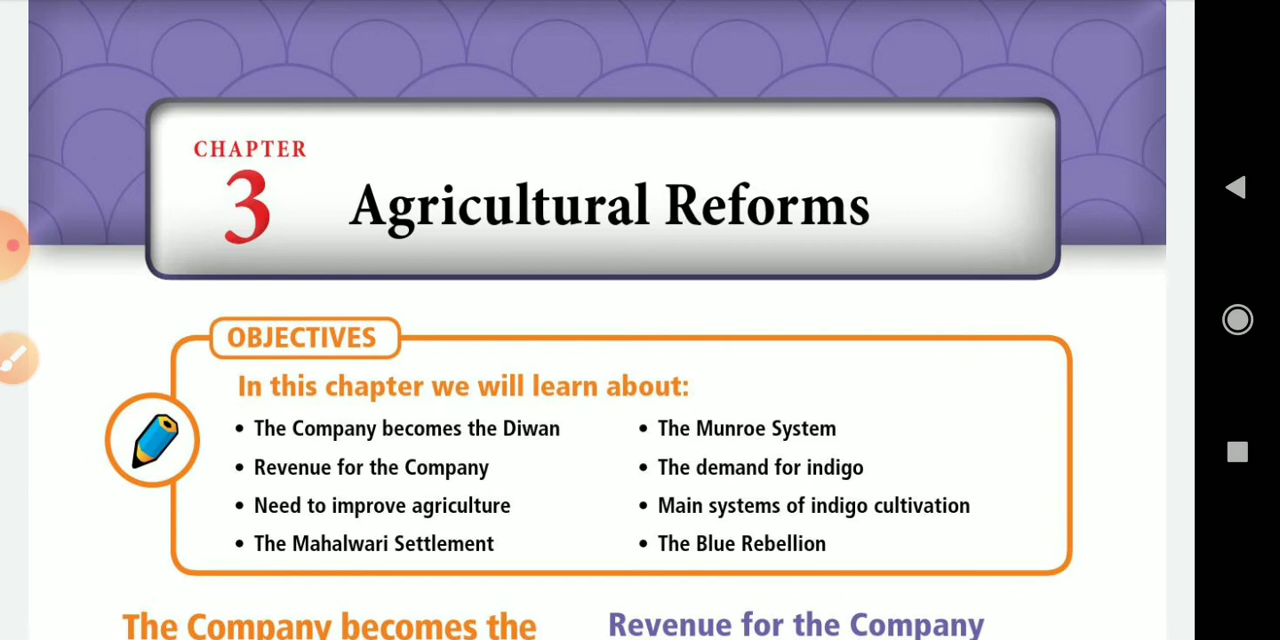 CHAPTER
3
Agricultural Reforms
OBJECTIVES
In this chapter we will learn about:
• The Company becomes the Diwan
• Revenue for the Company
• Need to improve agriculture
• The Mahalwari Settlement
• The Munroe System
• The demand for indigo
• Main systems of indigo cultivation
• The Blue Rebellion
The Company becomes the
Revenue for the Company